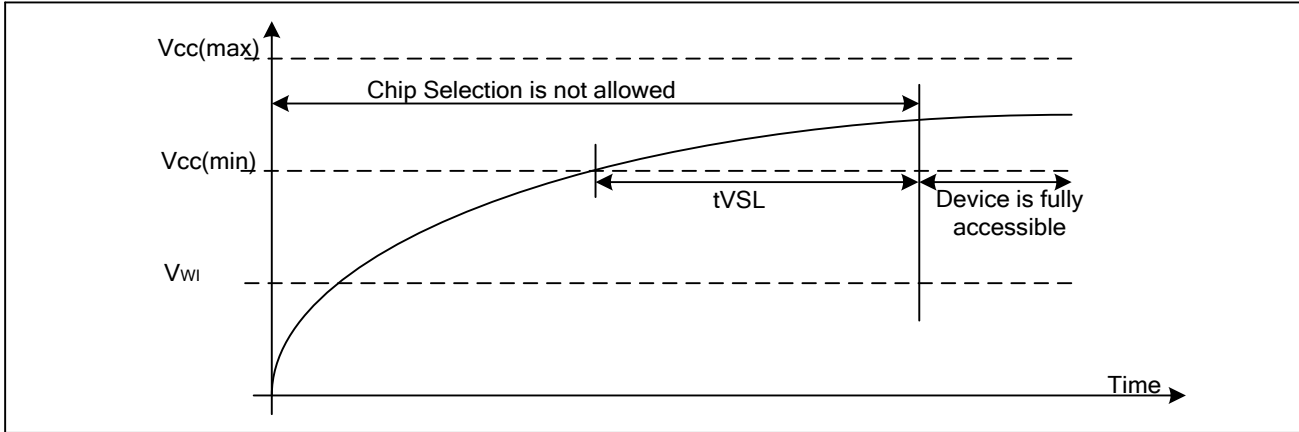 Vcc(max)
Chip Selection is not allowed
Vcc(min)
tVSL
Device is fully
accessible
VWI
Time